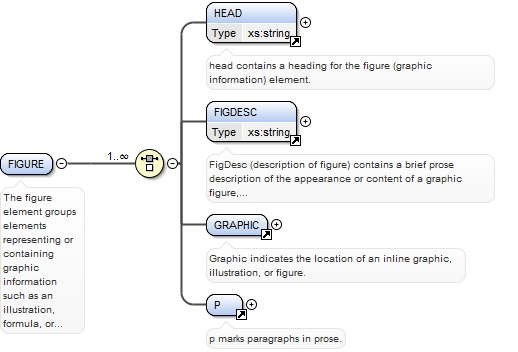 HEAD
Type xs:string
head contains a heading for the figure (graphic
information) element.
FIGDESC
Type xs:string
FigDesc (description of figure) contains a brief prose
description of the appearance or content of a graphic
figure,...
FIGURE
1..∞
The figure
element groups
elements
representing or
containing
graphic
information
such as an
illustration,
formula, or...
GRAPHIC
Graphic indicates the location of an inline graphic,
illustration, or figure.
P
p marks paragraphs in prose.